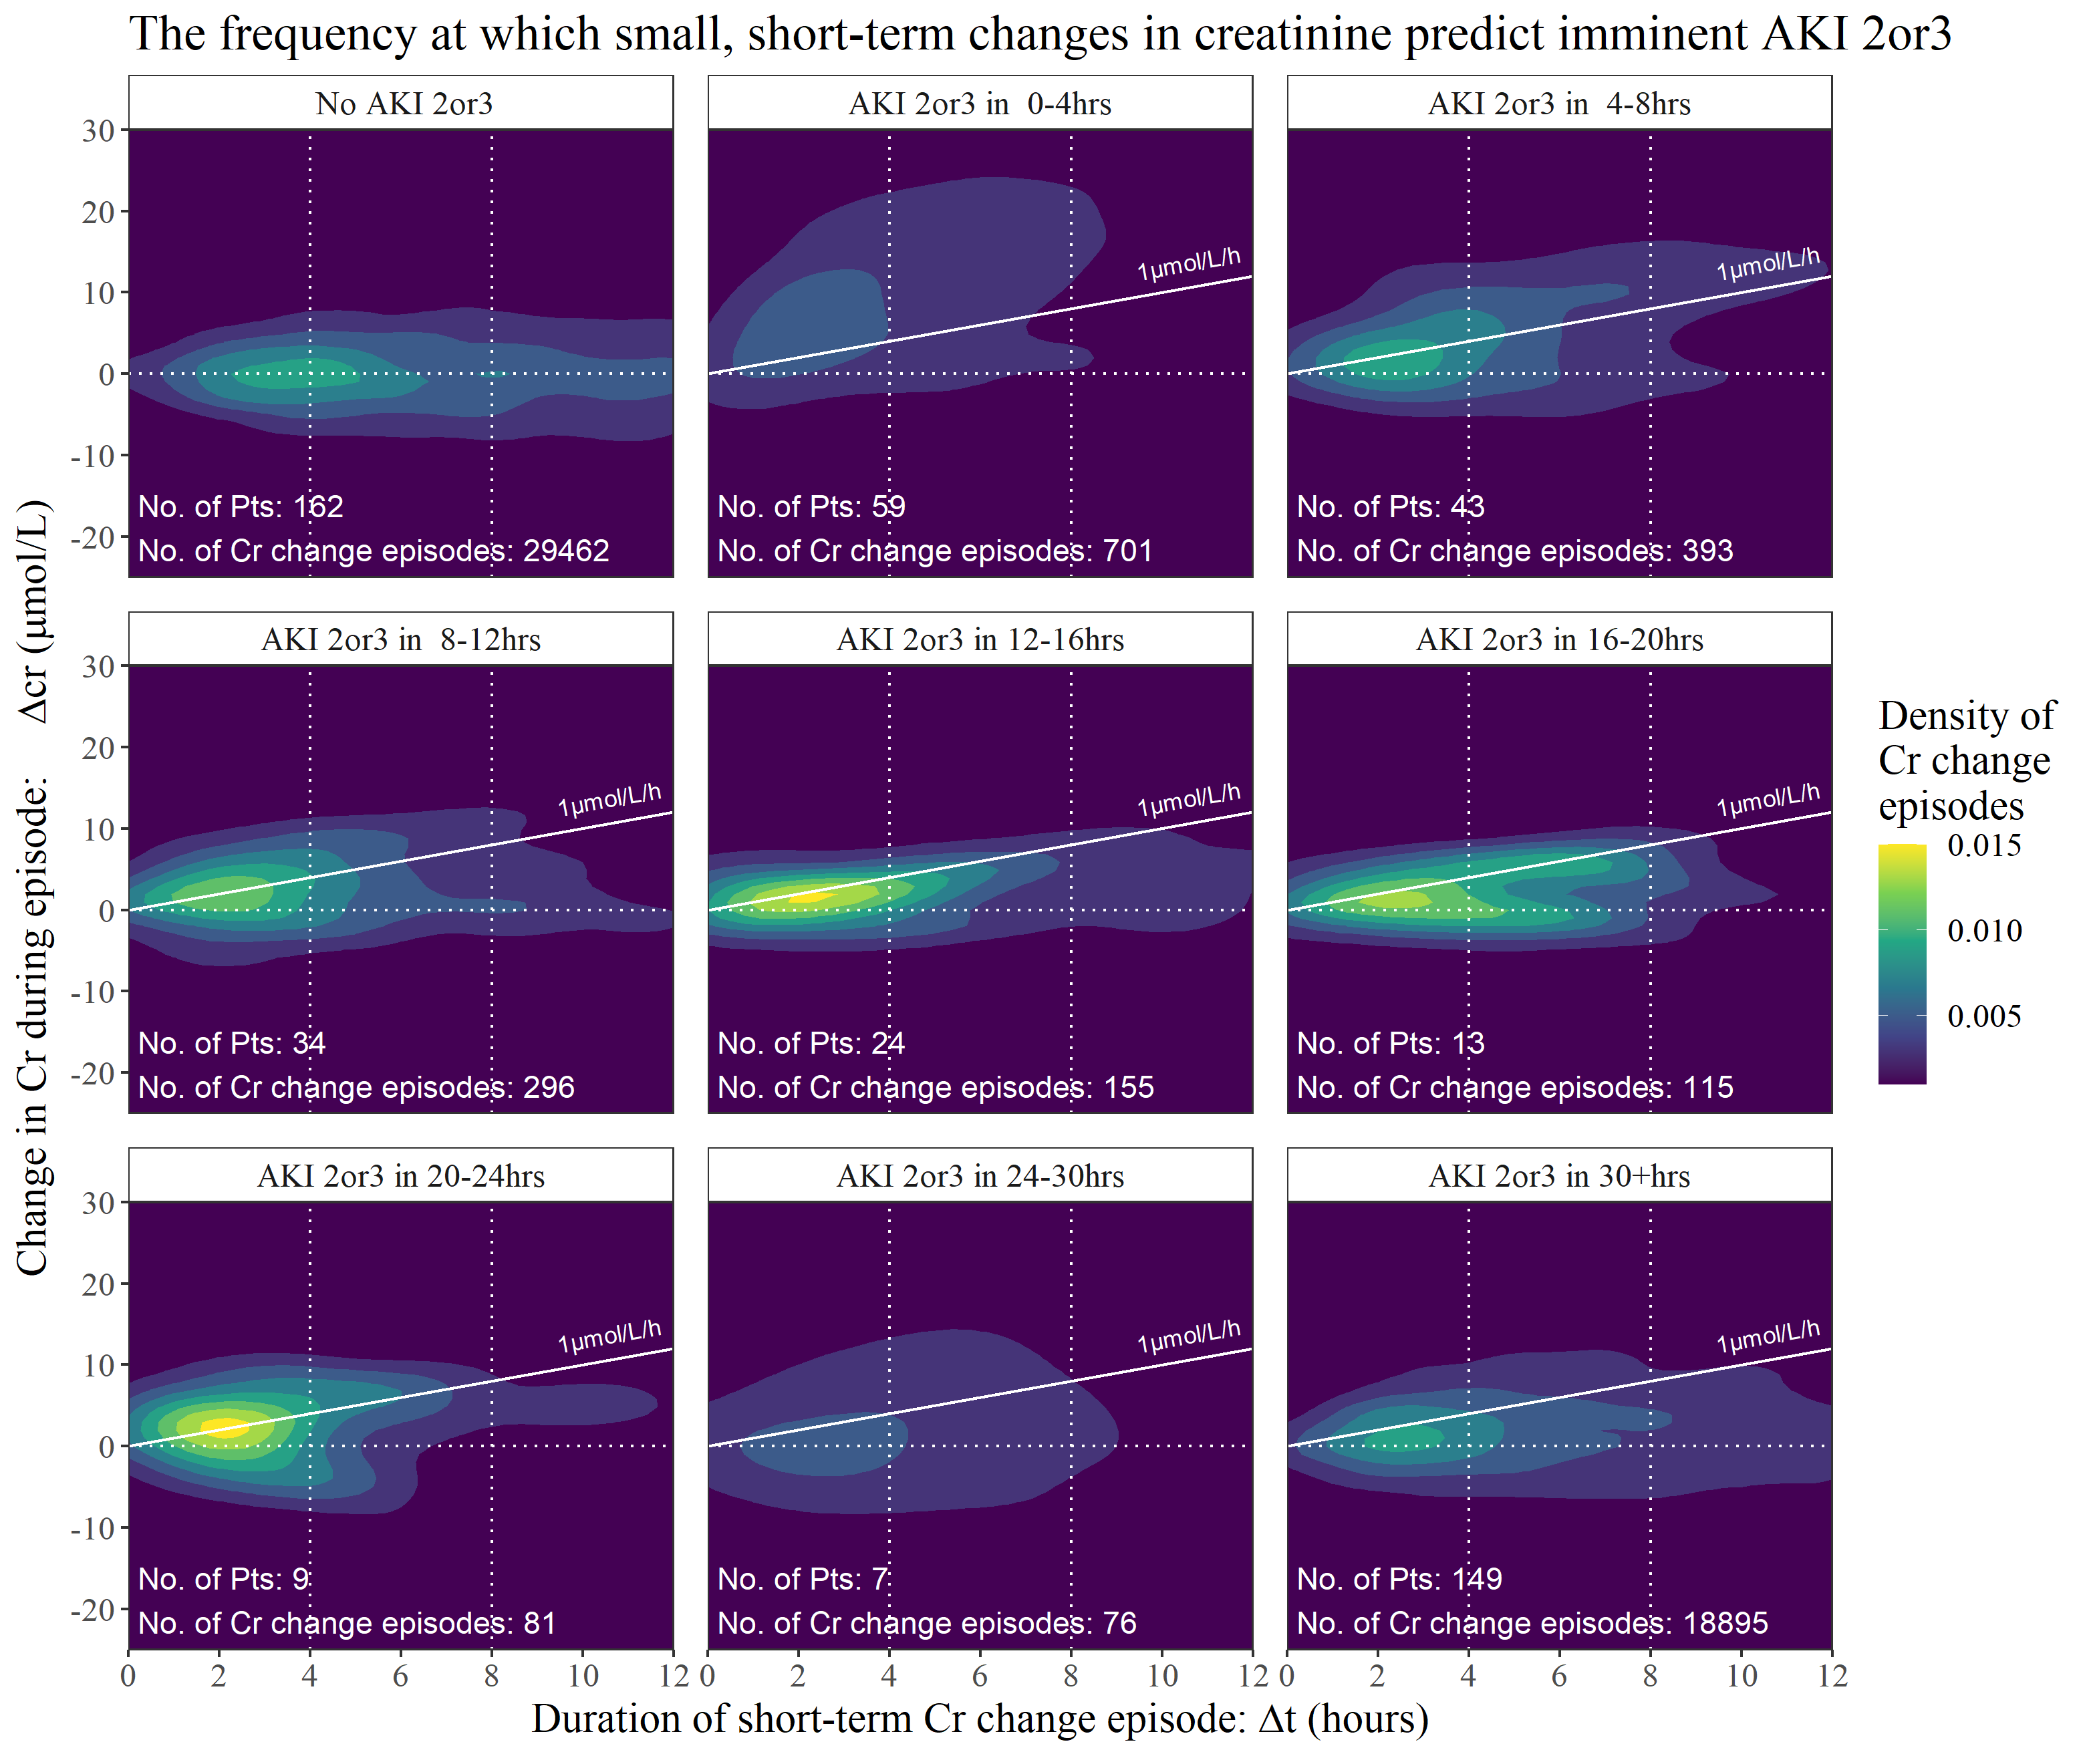 The frequency at which small, short-term changes in creatinine predict imminent AKI 2or3
No AKI 2or3
AKI 2or3 in 0-4hrs
AKI 2or3 in 4-8hrs
30
20
10
0
-10
-20
1µmol/L/h
1µmol/L/h
No. of Pts: 162
No. of Cr change episodes: 29462
No. of Pts: 59
No. of Cr change episodes: 701
No. of Pts: 43
No. of Cr change episodes: 393
AKI 2or3 in 8-12hrs
AKI 2or3 in 12-16hrs
AKI 2or3 in 16-20hrs
30
20
10
0
-10
-20
1µmol/L/h
1µmol/L/h
1µmol/L/h
No. of Pts: 34
No. of Cr change episodes: 296
No. of Pts: 24
No. of Cr change episodes: 155
No. of Pts: 13
No. of Cr change episodes: 115
AKI 2or3 in 20-24hrs
AKI 2or3 in 24-30hrs
AKI 2or3 in 30+hrs
30
20
10
0
-10
-20
1µmol/L/h
1µmol/L/h
1µmol/L/h
No. of Pts: 9
No. of Cr change episodes: 81
No. of Pts: 7
No. of Cr change episodes: 76
No. of Pts: 149
No. of Cr change episodes: 18895
0 2 4 6 8 10 12
0 2 4 6 8 10 12
0 2 4 6 8 10 12
Duration of short-term Cr change episode: Δt (hours)
Change in Cr during episode: Δcr (µmol/L)
Density of
Cr change
episodes
0.015
0.010
0.005